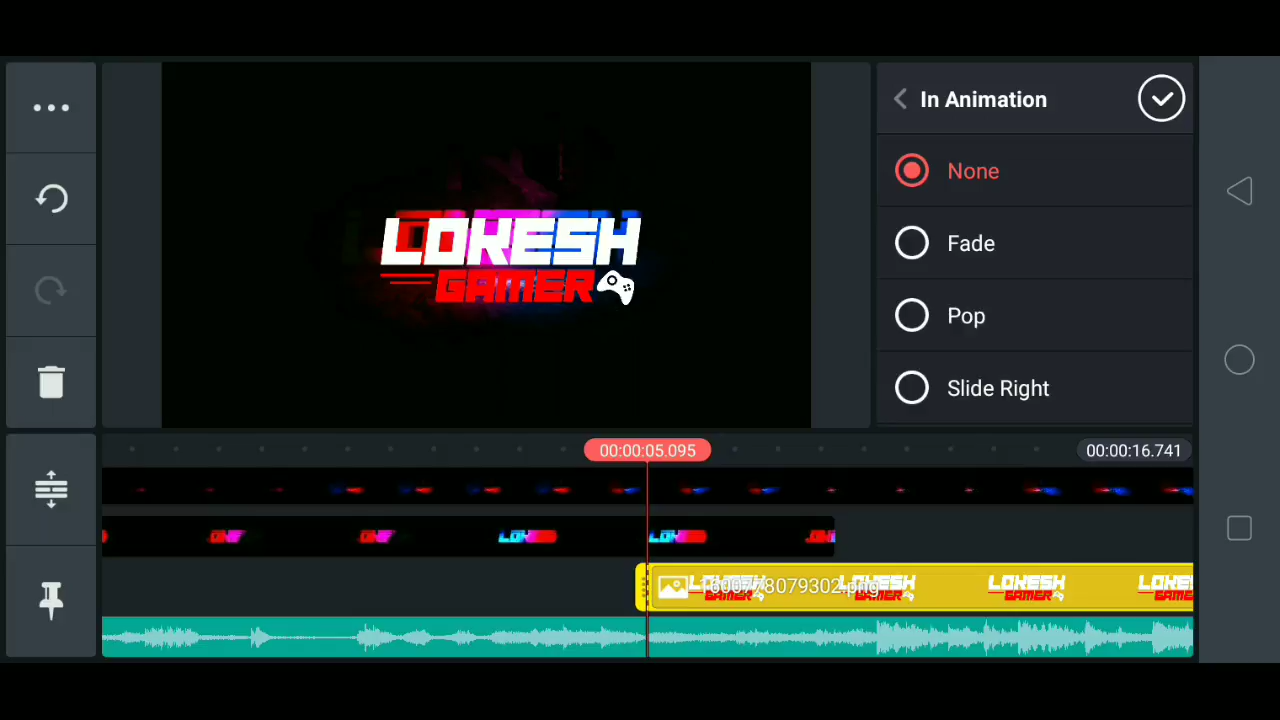 In Animation
None
LOKESH
GAMER
Fade
Pop
Slide Right
00:00:05.095
00:00:16.741
LOKESH LOKESH LOKESH
GAMER GAMER GAMER